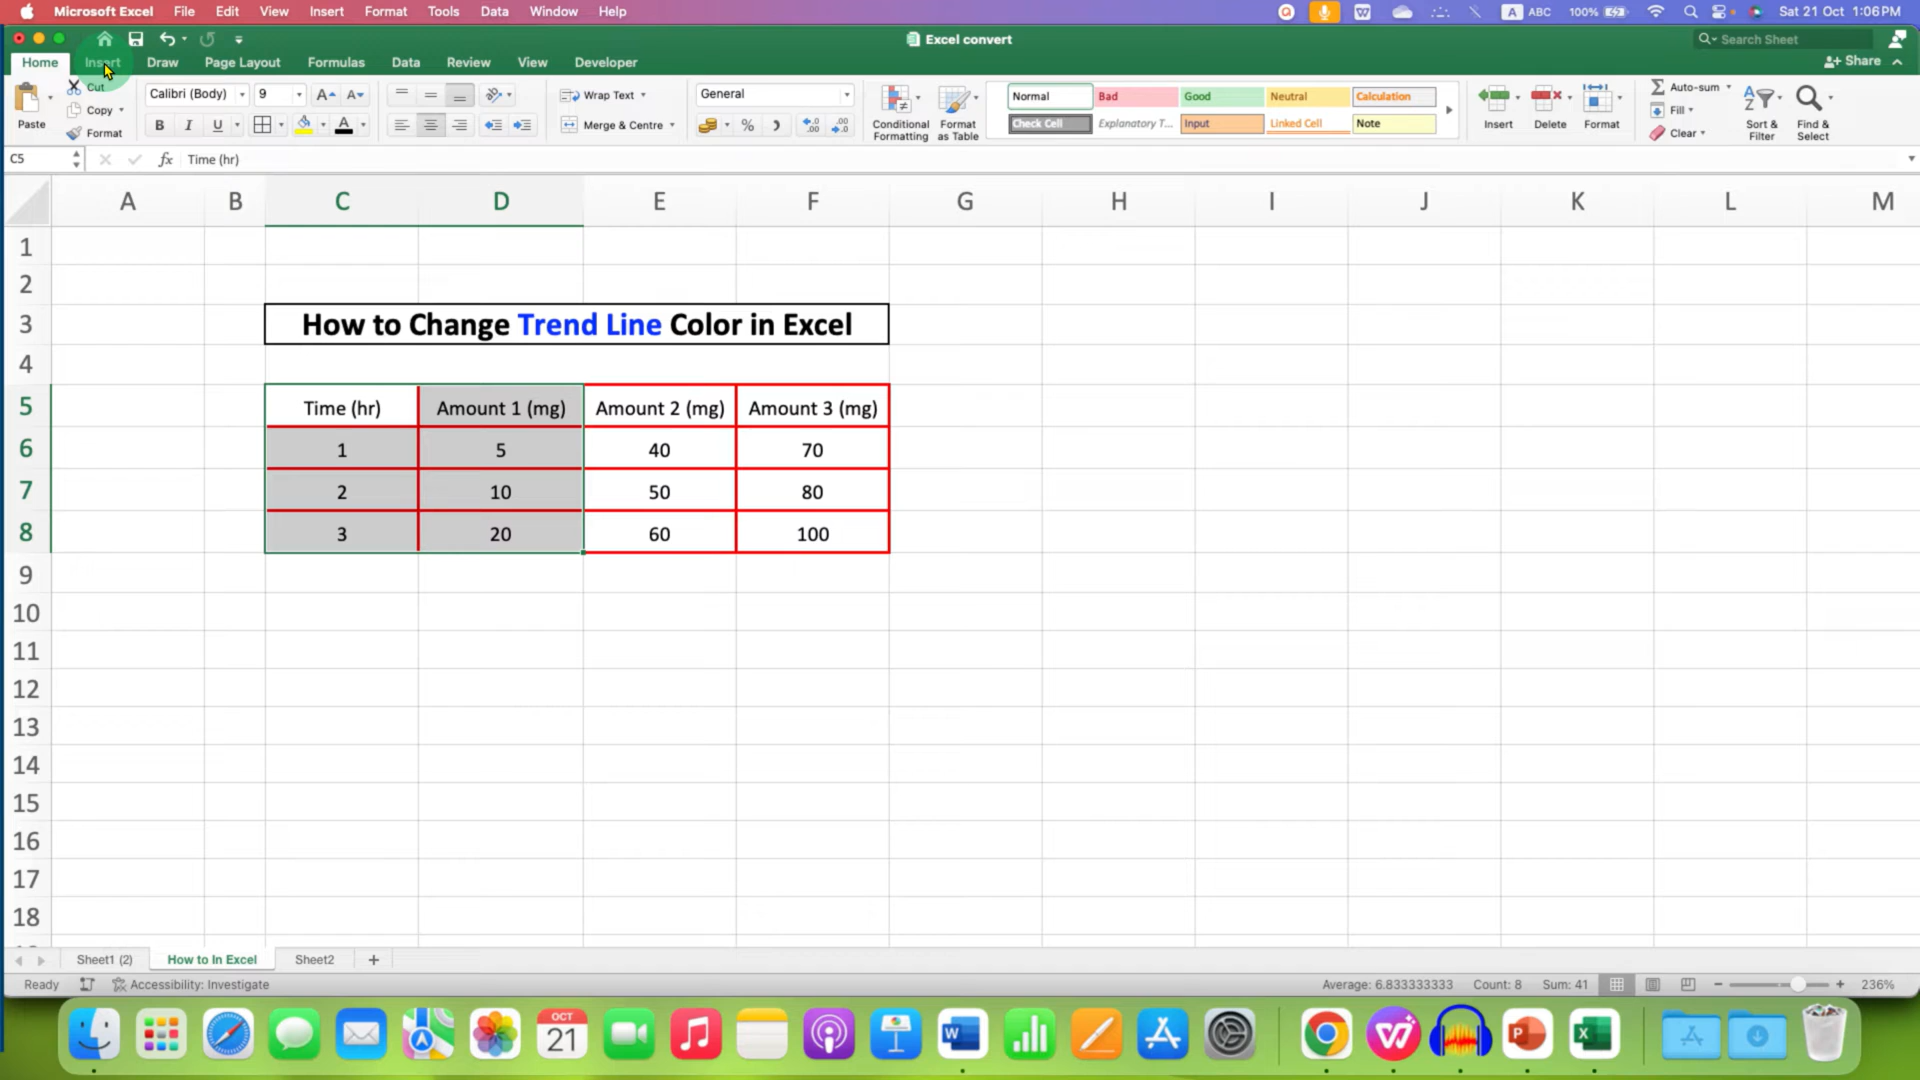 Microsoft Excel File Edit View Insert Format Tools Data Window Help A ABC 100% Sat 21 Oct 1:06 PM
Excel convert Search Sheet
Home Insert Draw Page Layout Formulas Data Review View Developer Share
Paste Cut Copy Format
Calibri (Body) 9 B I U A
Wrap Text Merge & Centre
General %
Conditional Formatting Format as Table
Normal Bad Good Neutral Calculation
Check Cell Explanatory T... Input Linked Cell Note
Insert Delete Format
Auto-sum Fill Clear
Sort & Filter Find & Select
C5 fx Time (hr)
A B C D E F G H I J K L M
1
2
3 How to Change Trend Line Color in Excel
4
5 Time (hr) Amount 1 (mg) Amount 2 (mg) Amount 3 (mg)
6 1 5 40 70
7 2 10 50 80
8 3 20 60 100
9
10
11
12
13
14
15
16
17
18
Sheet1 (2) How to In Excel Sheet2 +
Ready Accessibility: Investigate Average: 6.833333333 Count: 8 Sum: 41 236%
OCT
21